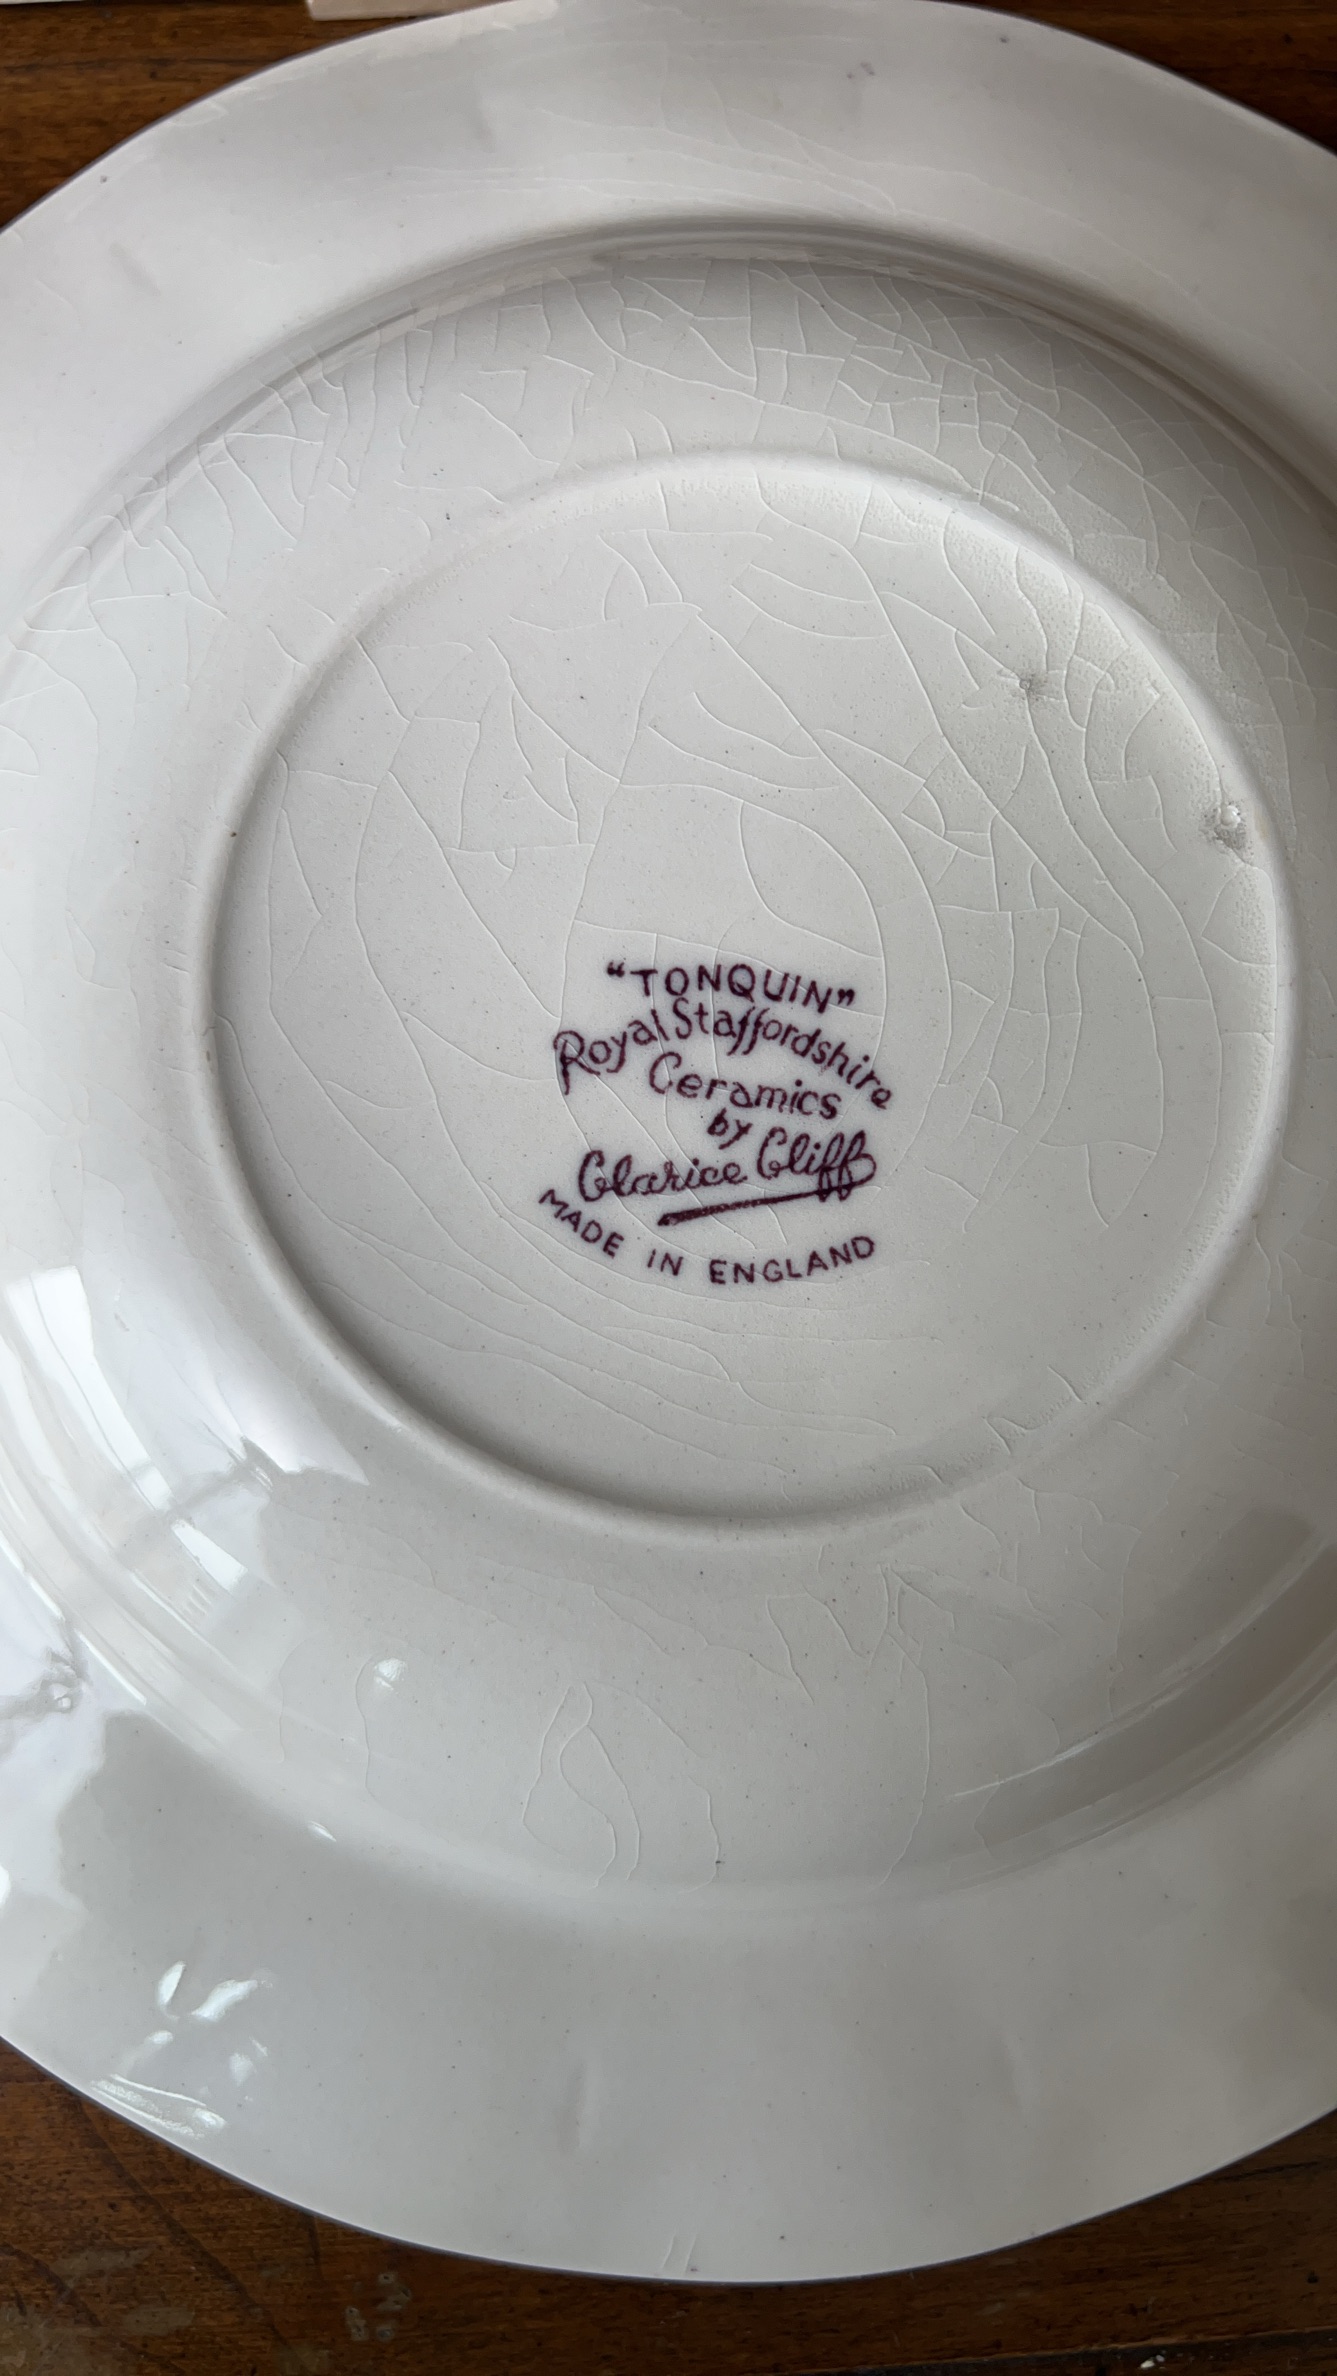 “TONQUIN”
Royal Staffordshire
Ceramics
by
Clarice Cliff
MADE IN ENGLAND